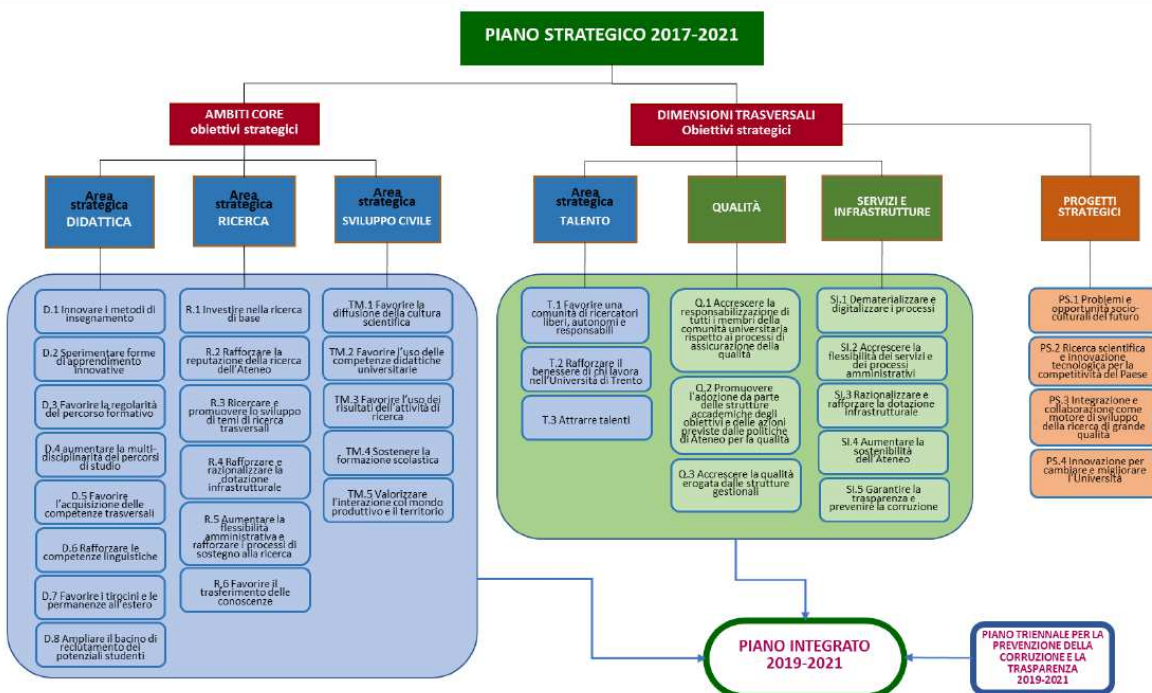 PIANO STRATEGICO 2017-2021
AMBITI CORE
obiettivi strategici
DIMENSIONI TRASVERSALI
Obiettivi strategici
Area
strategica
DIDATTICA
Area
strategica
RICERCA
Area
strategica
SVILUPPO CIVILE
Area
strategica
TALENTO
QUALITÀ
SERVIZI E
INFRASTRUTTURE
PROGETTI
STRATEGICI
D.1 Innovare i metodi di
insegnamento
D.2 Sperimentare forme
di apprendimento
innovative
D.3 Favorire la regolarità
del percorso formativo
D.4 aumentare la multi-
disciplinarità dei percorsi
di studio
D.5 Favorire
l'acquisizione delle
competenze trasversali
D.6 Rafforzare le
competenze linguistiche
D.7 Favorire i tirocini e le
permanenze all'estero
D.8 Ampliare il bacino di
reclutamento dei
potenziali studenti
R.1 Investire nella ricerca
di base
R.2 Rafforzare la
reputazione della ricerca
dell'Ateneo
R.3 Ricercare e
promuovere lo sviluppo
di temi di ricerca
trasversali
R.4 Rafforzare e
razionalizzare la
dotazione
infrastrutturale
R.5 Aumentare la
flessibilità
amministrativa e
rafforzare i processi di
sostegno alla ricerca
R.6 Favorire il
trasferimento delle
conoscenze
TM.1 Favorire la
diffusione della cultura
scientifica
TM.2 Favorire l'uso delle
competenze didattiche
universitarie
TM.3 Favorire l'uso dei
risultati dell'attività di
ricerca
TM.4 Sostenere la
formazione scolastica
TM.5 Valorizzare
l'interazione col mondo
produttivo e il territorio
T.1 Favorire una
comunità di ricercatori
liberi, autonomi e
responsabili
T.2 Rafforzare il
benessere di chi lavora
nell'Università di Trento
T.3 Attrarre talenti
Q.1 Accrescere la
responsabilizzazione di
tutti i membri della
comunità universitaria
rispetto ai processi di
assicurazione della
qualità
Q.2 Promuovere
l'adozione da parte
delle strutture
accademiche degli
obiettivi e delle azioni
previste dalle politiche
di Ateneo per la qualità
Q.3 Accrescere la qualità
erogata dalle strutture
gestionali
SI.1 Dematerializzare e
digitalizzare i processi
SI.2 Accrescere la
flessibilità dei servizi e
dei processi
amministrativi
SI.3 Razionalizzare e
rafforzare la dotazione
infrastrutturale
SI.4 Aumentare la
sostenibilità
dell'Ateneo
SI.5 Garantire la
trasparenza e
prevenire la corruzione
PS.1 Problemi e
opportunità socio-
culturali del futuro
PS.2 Ricerca scientifica
e innovazione
tecnologica per la
competitività del Paese
PS.3 Integrazione e
collaborazione come
motore di sviluppo
della ricerca di grande
qualità
PS.4 Innovazione per
cambiare e migliorare
l'Università
PIANO INTEGRATO
2019-2021
PIANO TRIENNALE PER LA
PREVENZIONE DELLA
CORRUZIONE E LA
TRASPARENZA
2019-2021